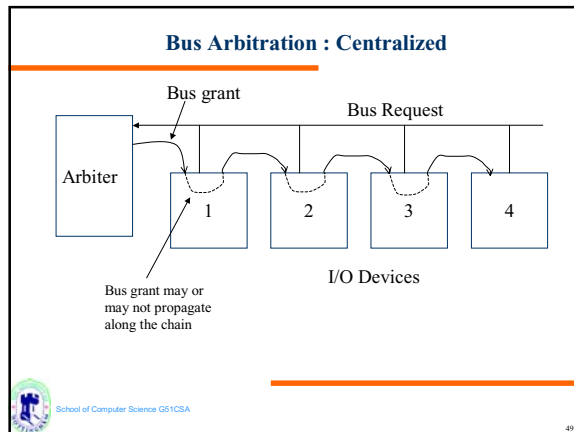 Bus Arbitration : Centralized
Bus grant
Bus Request
Arbiter
1
2
3
4
I/O Devices
Bus grant may or
may not propagate
along the chain
School of Computer Science G51CSA
49